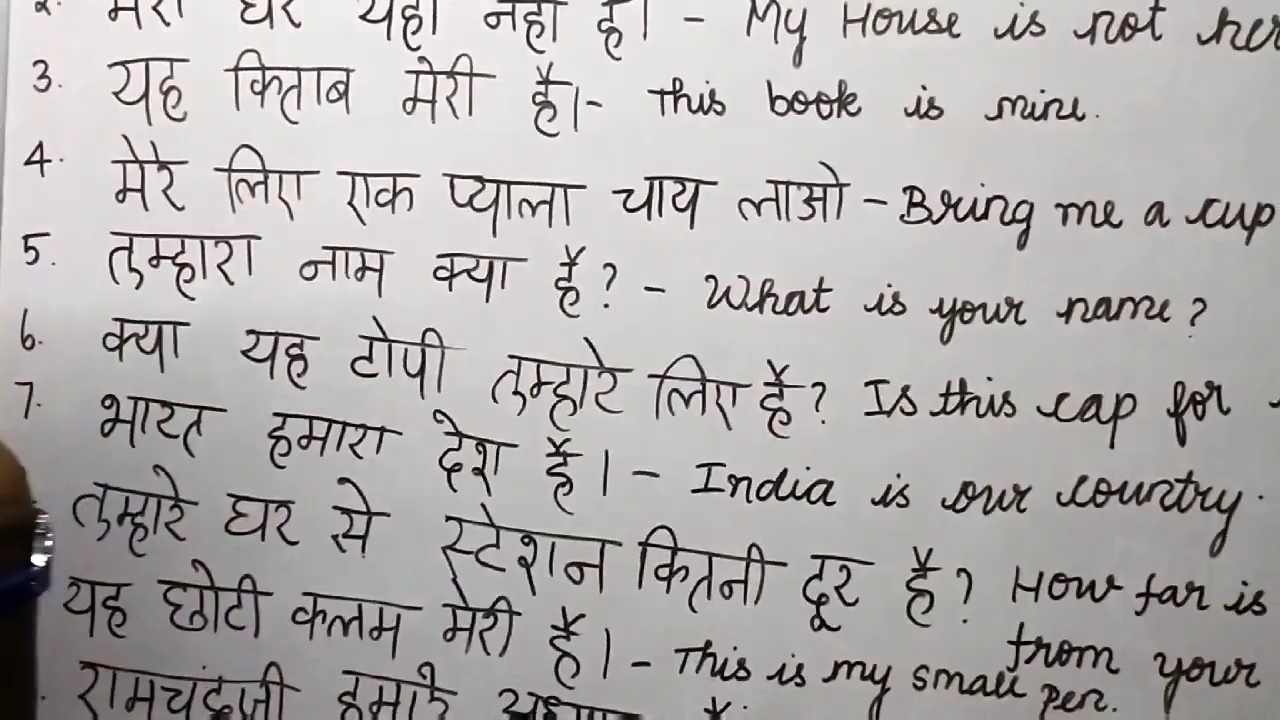 2. मेरा घर यहाँ नहीं है। - My House is not her
3. यह किताब मेरी है।- This book is mine.
4. मेरे लिए एक प्याला चाय लाओ - Bring me a cup
5. तुम्हारा नाम क्या है? - What is your name?
6. क्या यह टोपी तुम्हारे लिए है? Is this cap for
7. भारत हमारा देश है। - India is our country.
तुम्हारे घर से स्टेशन कितनी दूर है? How far is
from your
यह छोटी कलम मेरी है। - This is my small pen.
रामचंद्रजी हमारे